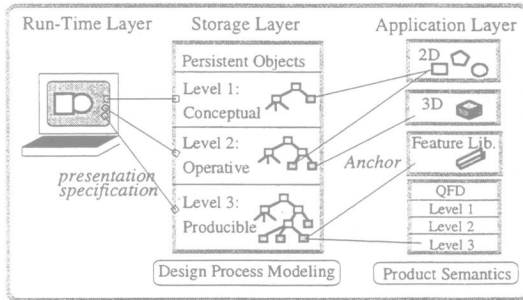 Run-Time Layer
Storage Layer
Application Layer
Persistent Objects
Level 1:
Conceptual
Level 2:
Operative
Level 3:
Producible
presentation
specification
Anchor
2D
3D
Feature Lib.
QFD
Level 1
Level 2
Level 3
Design Process Modeling
Product Semantics